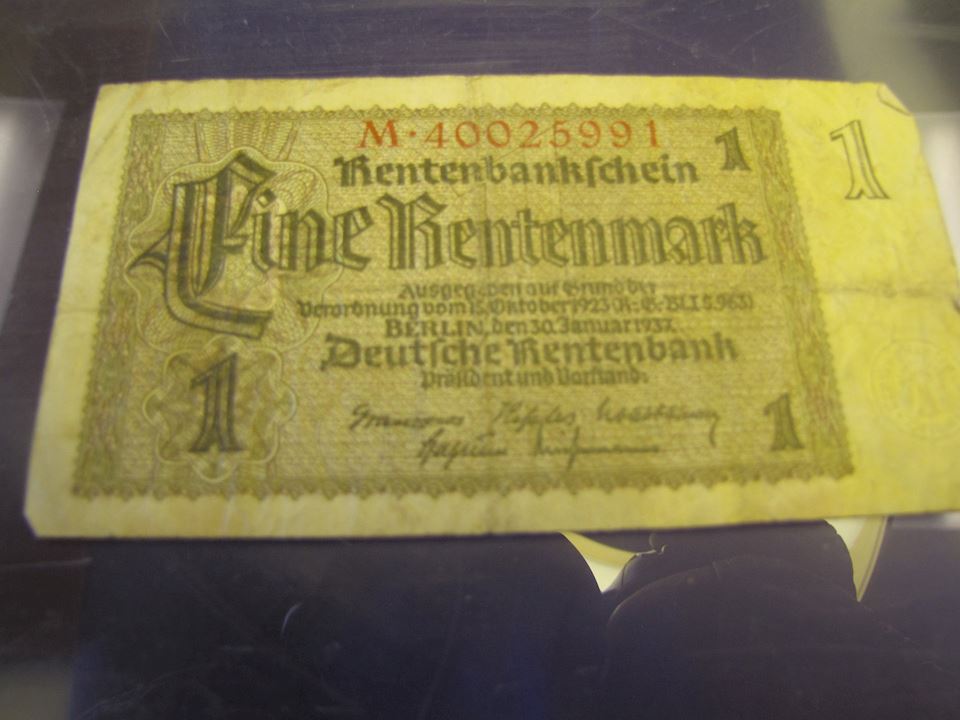 M·40025991
Rentenbankschein 1 1
Eine Rentenmark
Ausgegeben auf Grund der
Verordnung vom 15. Oktober 1923 (R.-G.-Bl. I S. 963)
BERLIN, den 30. Januar 1937.
Deutsche Rentenbank
Präsident und Vorstand.
1 1